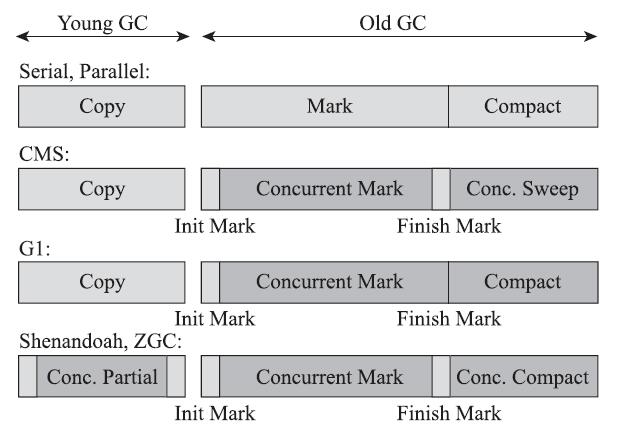 Young GC Old GC
Serial, Parallel:
Copy Mark Compact
CMS:
Copy Concurrent Mark Conc. Sweep
Init Mark Finish Mark
G1:
Copy Concurrent Mark Compact
Init Mark Finish Mark
Shenandoah, ZGC:
Conc. Partial Concurrent Mark Conc. Compact
Init Mark Finish Mark